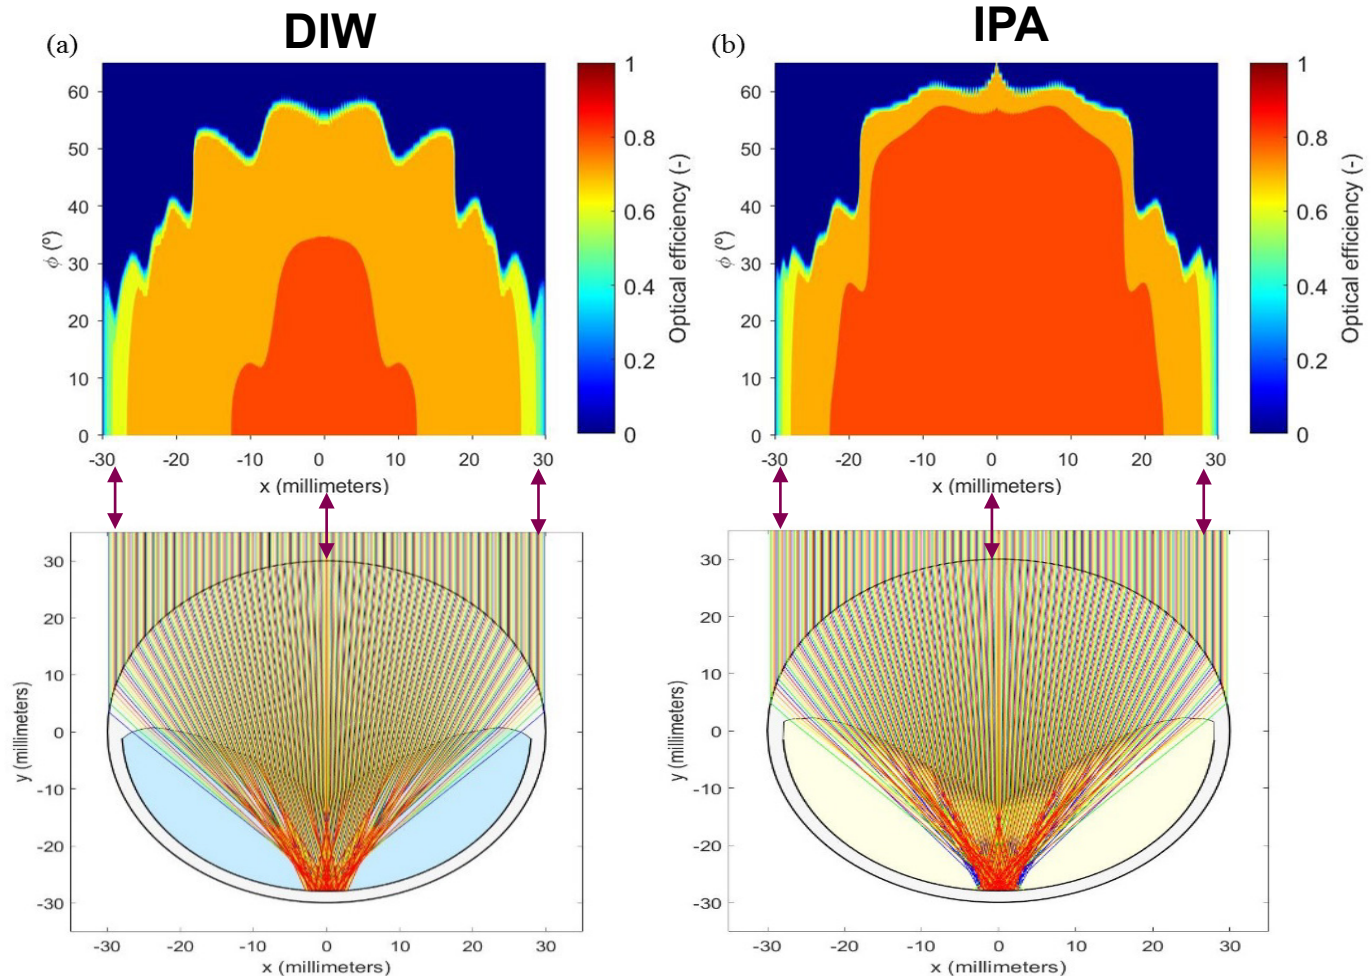 DIW
IPA
(a)
(b)
60
50
40
30
20
10
0
ϕ (º)
-30 -20 -10 0 10 20 30
x (millimeters)
1
0.8
0.6
0.4
0.2
0
Optical efficiency (-)
60
50
40
30
20
10
0
ϕ (º)
-30 -20 -10 0 10 20 30
x (millimeters)
1
0.8
0.6
0.4
0.2
0
Optical efficiency (-)
30
20
10
0
-10
-20
-30
y (millimeters)
-30 -20 -10 0 10 20 30
x (millimeters)
30
20
10
0
-10
-20
-30
y (millimeters)
-30 -20 -10 0 10 20 30
x (millimeters)